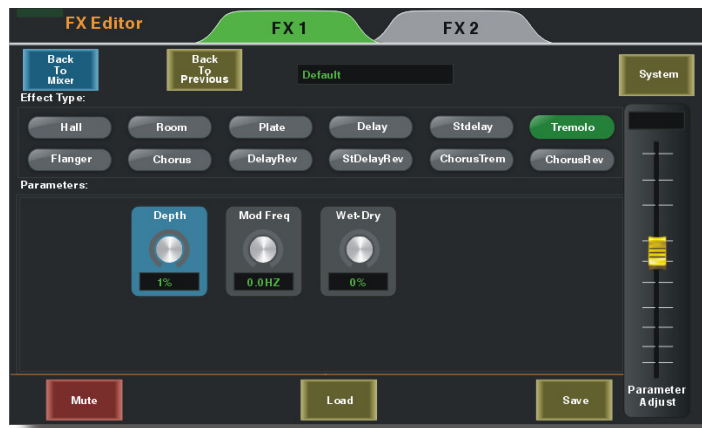 FX Editor
FX 1
FX 2
Back
To
Mixer
Back
To
Previous
Default
System
Effect Type:
Hall
Room
Plate
Delay
Stdelay
Tremolo
Flanger
Chorus
DelayRev
StDelayRev
ChorusTrem
ChorusRev
Parameters:
Depth
Mod Freq
Wet-Dry
1%
0.0HZ
0%
Mute
Load
Save
Parameter
Adjust